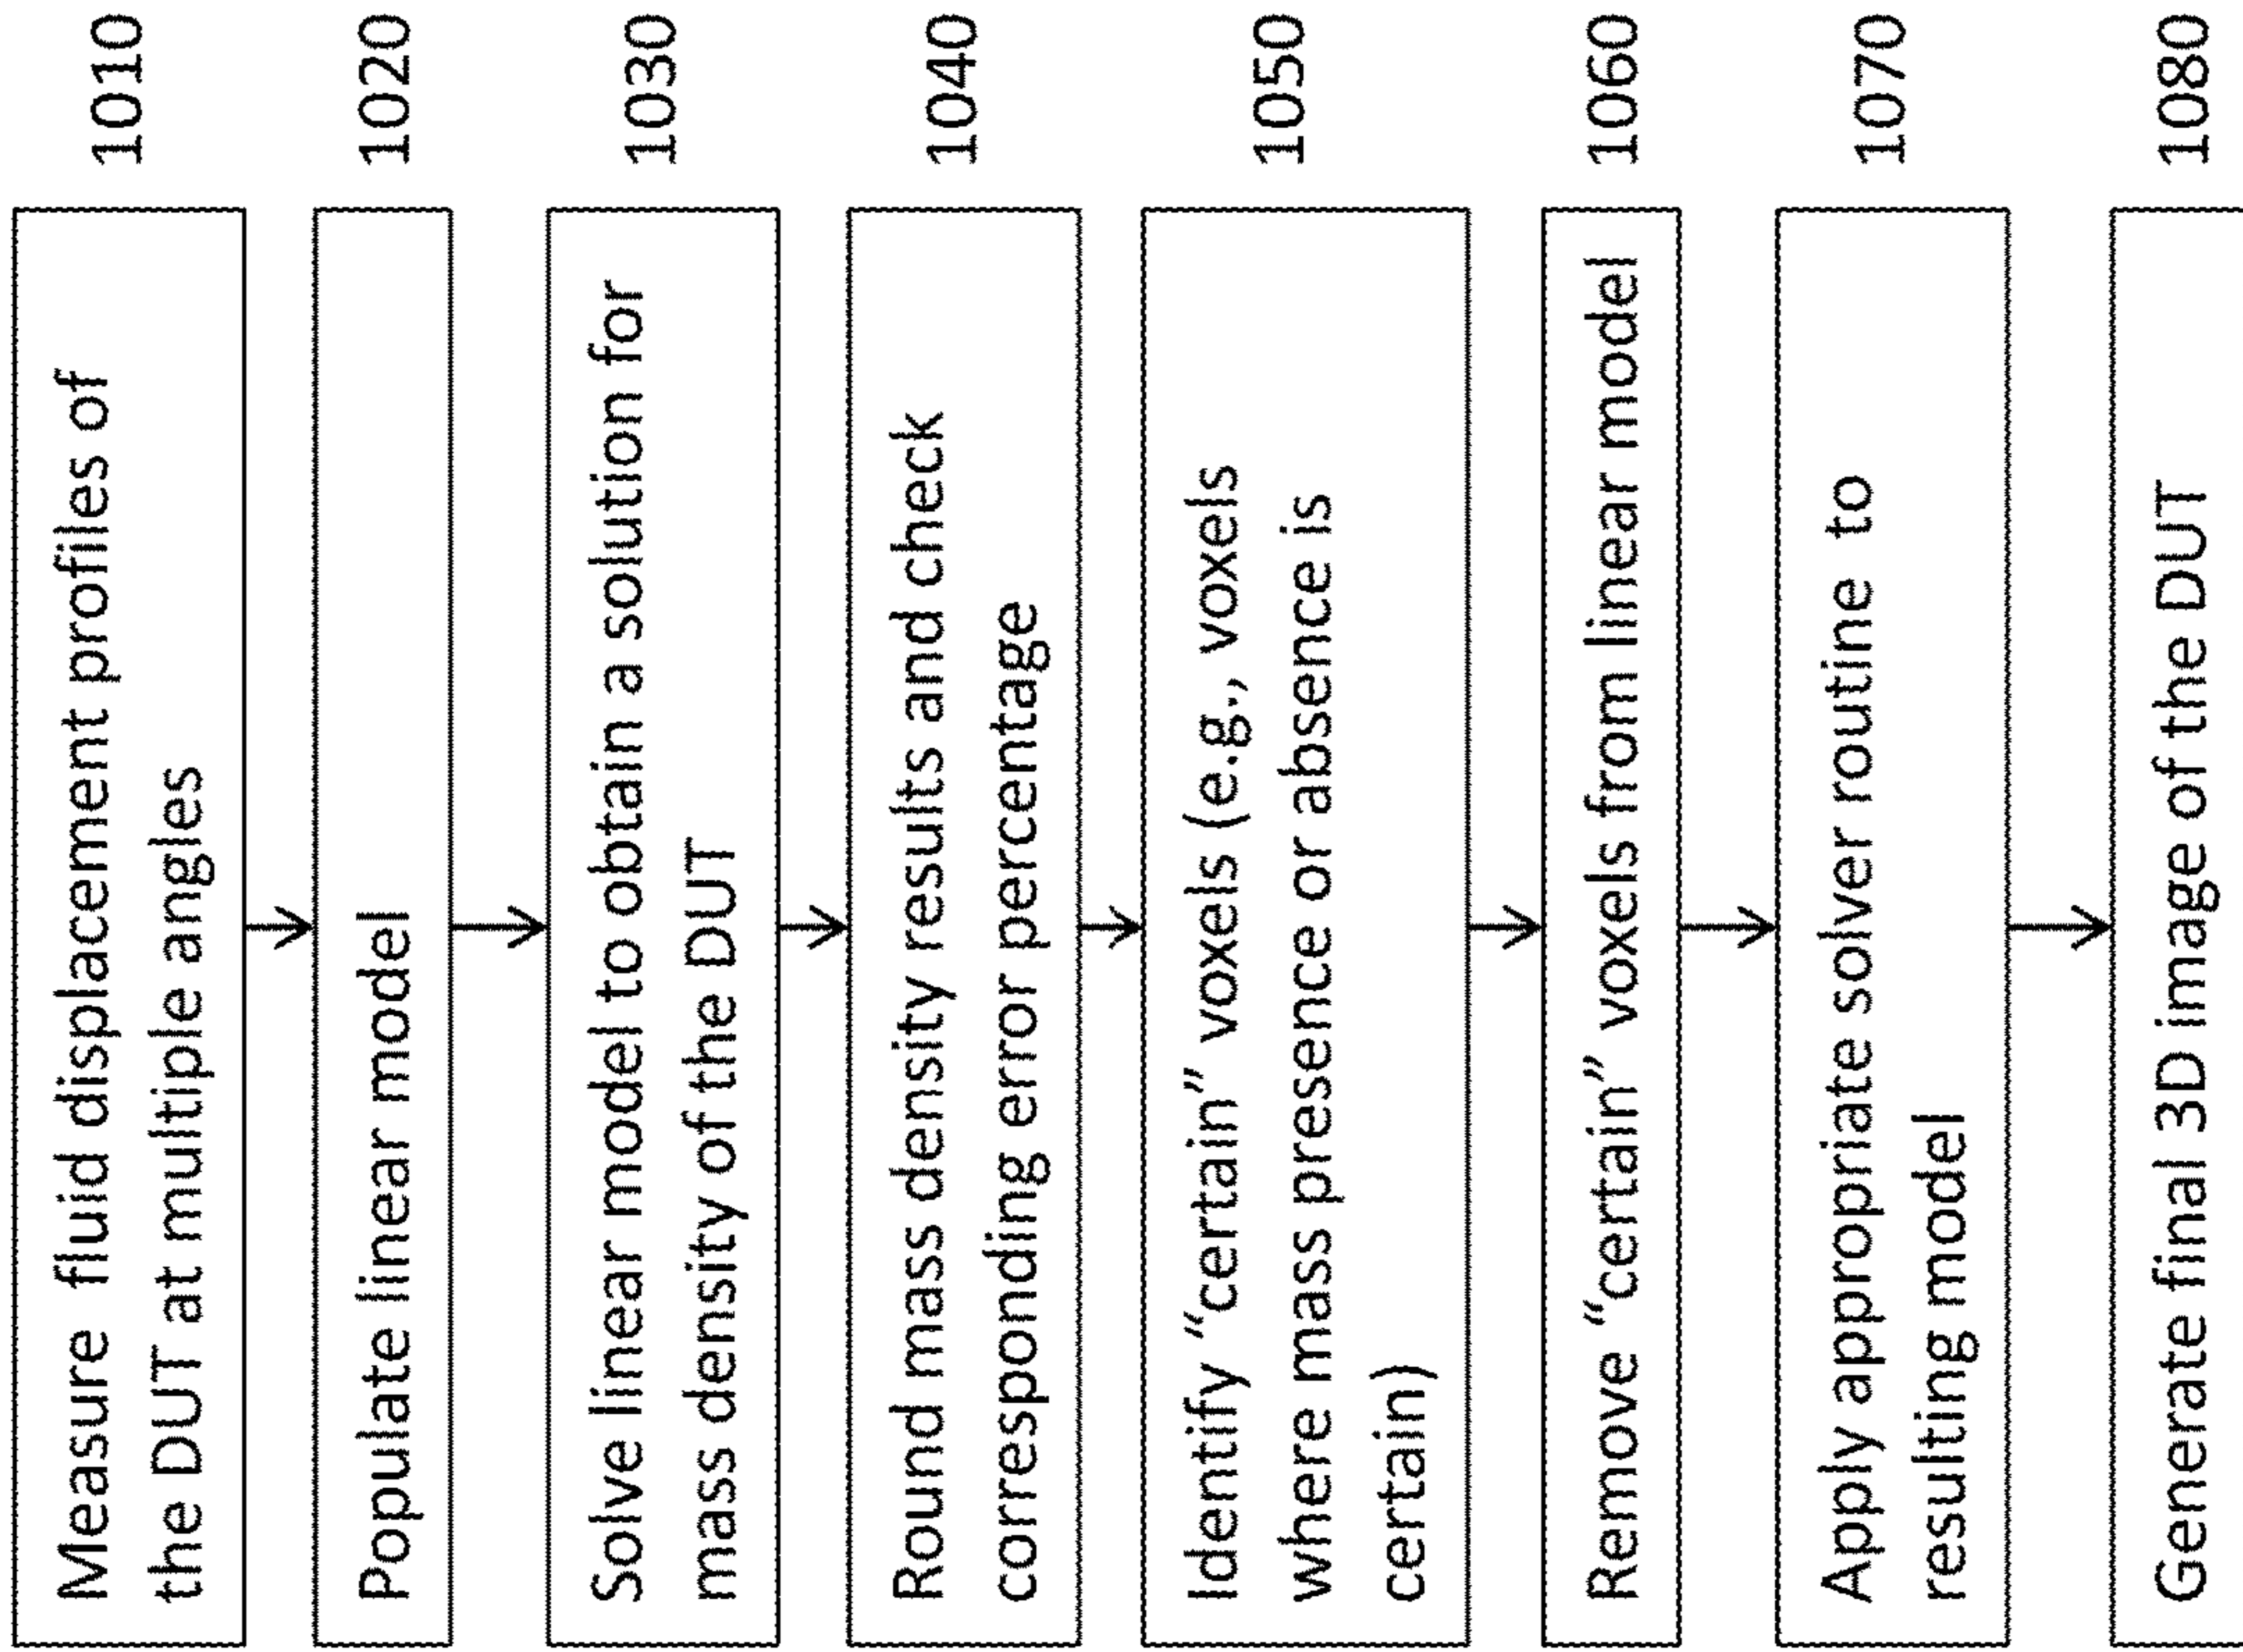 Measure fluid displacement profiles of
the DUT at multiple angles
1010
Populate linear model
1020
Solve linear model to obtain a solution for
mass density of the DUT
1030
Round mass density results and check
corresponding error percentage
1040
Identify “certain” voxels (e.g., voxels
where mass presence or absence is
certain)
1050
Remove “certain” voxels from linear model
1060
Apply appropriate solver routine to
resulting model
1070
Generate final 3D image of the DUT
1080